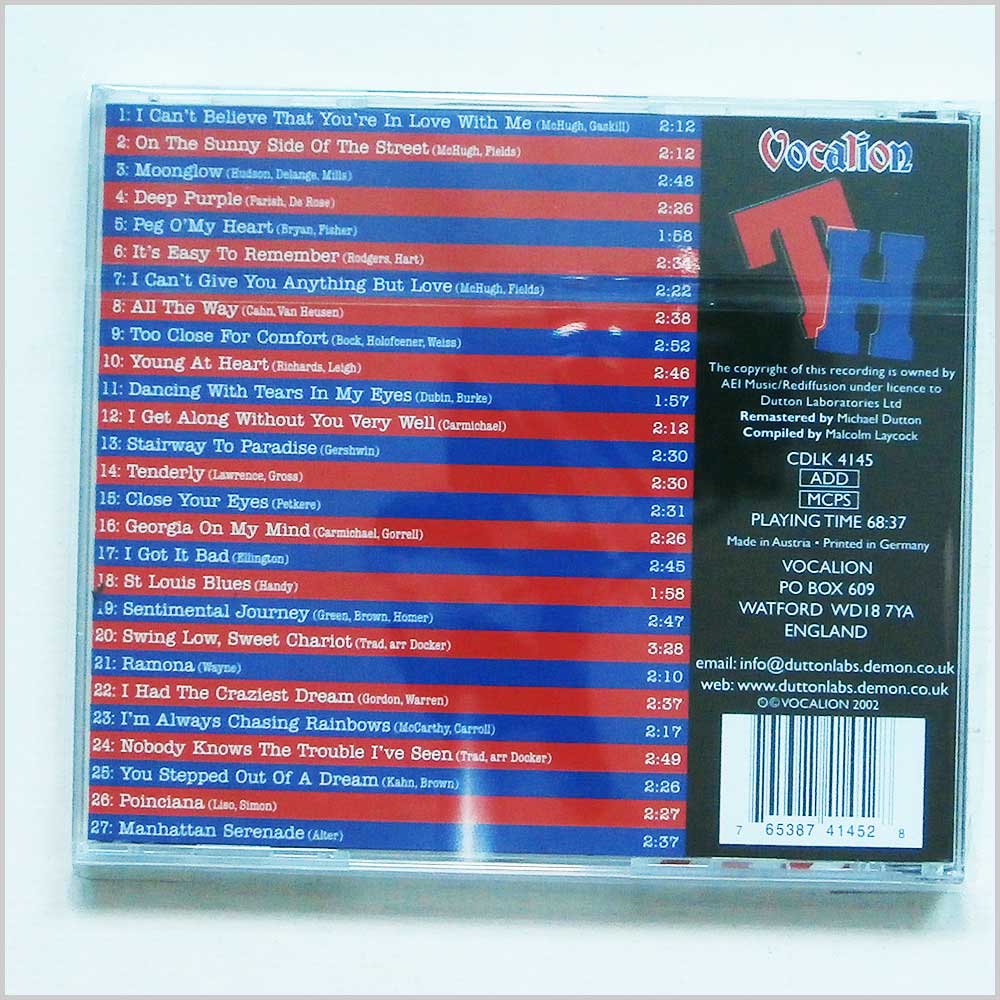 1: I Can't Believe That You're In Love With Me (McHugh, Gaskill) 2:12
2: On The Sunny Side Of The Street (McHugh, Fields) 2:12
3: Moonglow (Hudson, Delange, Mills) 2:48
4: Deep Purple (Parish, De Rose) 2:26
5: Peg O'My Heart (Bryan, Fisher) 1:58
6: It's Easy To Remember (Rodgers, Hart) 2:34
7: I Can't Give You Anything But Love (McHugh, Fields) 2:22
8: All The Way (Cahn, Van Heusen) 2:38
9: Too Close For Comfort (Bock, Holofcener, Weiss) 2:52
10: Young At Heart (Richards, Leigh) 2:46
11: Dancing With Tears In My Eyes (Dubin, Burke) 1:57
12: I Get Along Without You Very Well (Carmichael) 2:12
13: Stairway To Paradise (Gershwin) 2:30
14: Tenderly (Lawrence, Gross) 2:30
15: Close Your Eyes (Petkere) 2:31
16: Georgia On My Mind (Carmichael, Gorrell) 2:26
17: I Got It Bad (Ellington) 2:45
18: St Louis Blues (Handy) 1:58
19: Sentimental Journey (Green, Brown, Homer) 2:47
20: Swing Low, Sweet Chariot (Trad, arr Docker) 3:28
21: Ramona (Wayne) 2:10
22: I Had The Craziest Dream (Gordon, Warren) 2:37
23: I'm Always Chasing Rainbows (McCarthy, Carroll) 2:17
24: Nobody Knows The Trouble I've Seen (Trad, arr Docker) 2:49
25: You Stepped Out Of A Dream (Kahn, Brown) 2:26
26: Poinciana (Liso, Simon) 2:27
27: Manhattan Serenade (Alter) 2:37
Vocalion
TH
The copyright of this recording is owned by
AEI Music/Rediffusion under licence to
Dutton Laboratories Ltd
Remastered by Michael Dutton
Compiled by Malcolm Laycock
CDLK 4145
ADD
MCPS
PLAYING TIME 68:37
Made in Austria • Printed in Germany
VOCALION
PO BOX 609
WATFORD WD18 7YA
ENGLAND
email: info@duttonlabs.demon.co.uk
web: www.duttonlabs.demon.co.uk
℗©VOCALION 2002
7 65387 41452 8